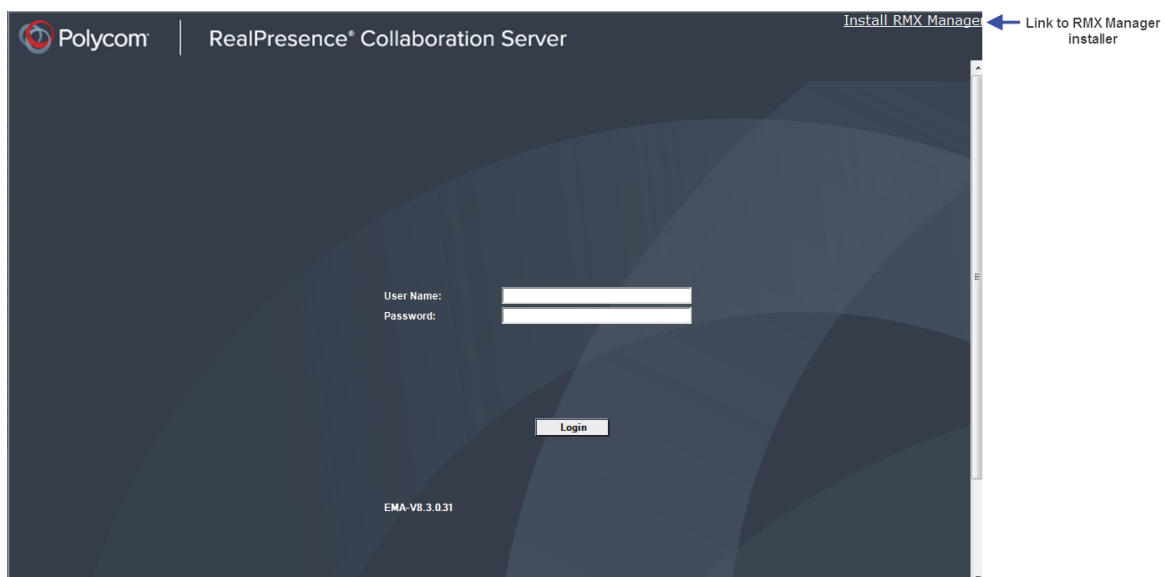 Polycom
RealPresence® Collaboration Server
Install RMX Manager
Link to RMX Manager
installer
User Name:
Password:
Login
EMA-V8.3.0.31